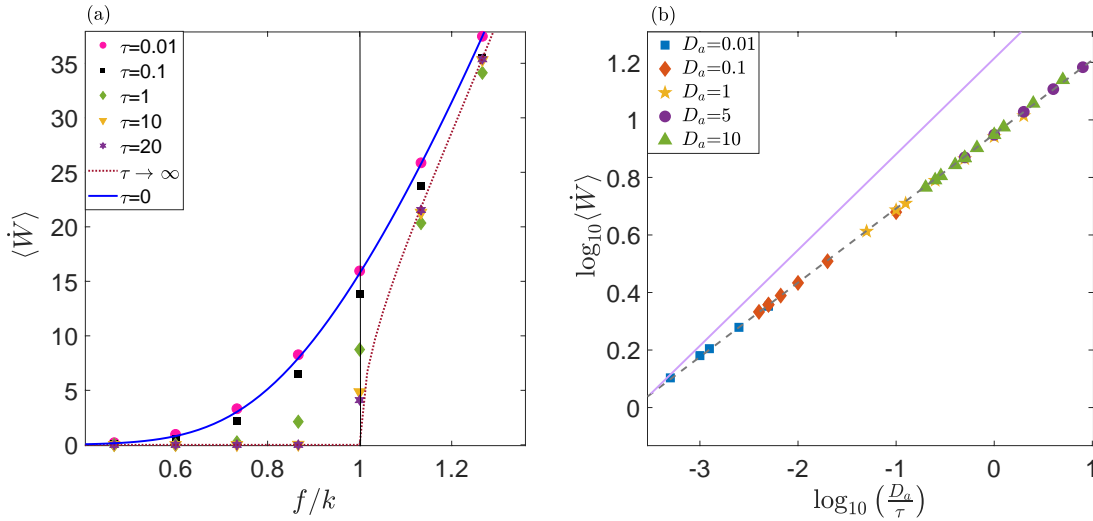 (a)
τ=0.01
τ=0.1
τ=1
τ=10
τ=20
τ → ∞
τ=0
⟨Ẇ⟩
35
30
25
20
15
10
5
0
0.6
0.8
1
1.2
f/k
(b)
D_a=0.01
D_a=0.1
D_a=1
D_a=5
D_a=10
log₁₀⟨Ẇ⟩
1.2
1
0.8
0.6
0.4
0.2
0
-3
-2
-1
0
1
log₁₀ (D_a/τ)